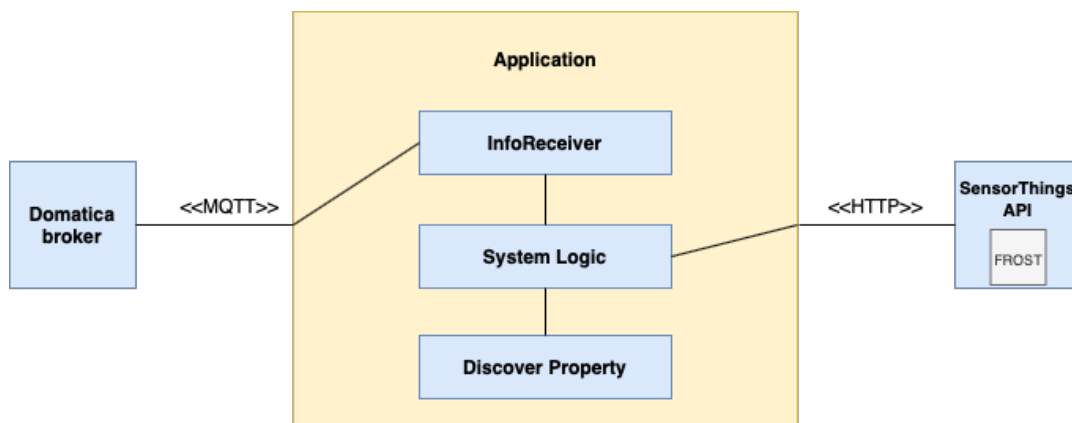 Application
InfoReceiver
Domatica
broker
<<MQTT>>
System Logic
<<HTTP>>
SensorThings
API
FROST
Discover Property